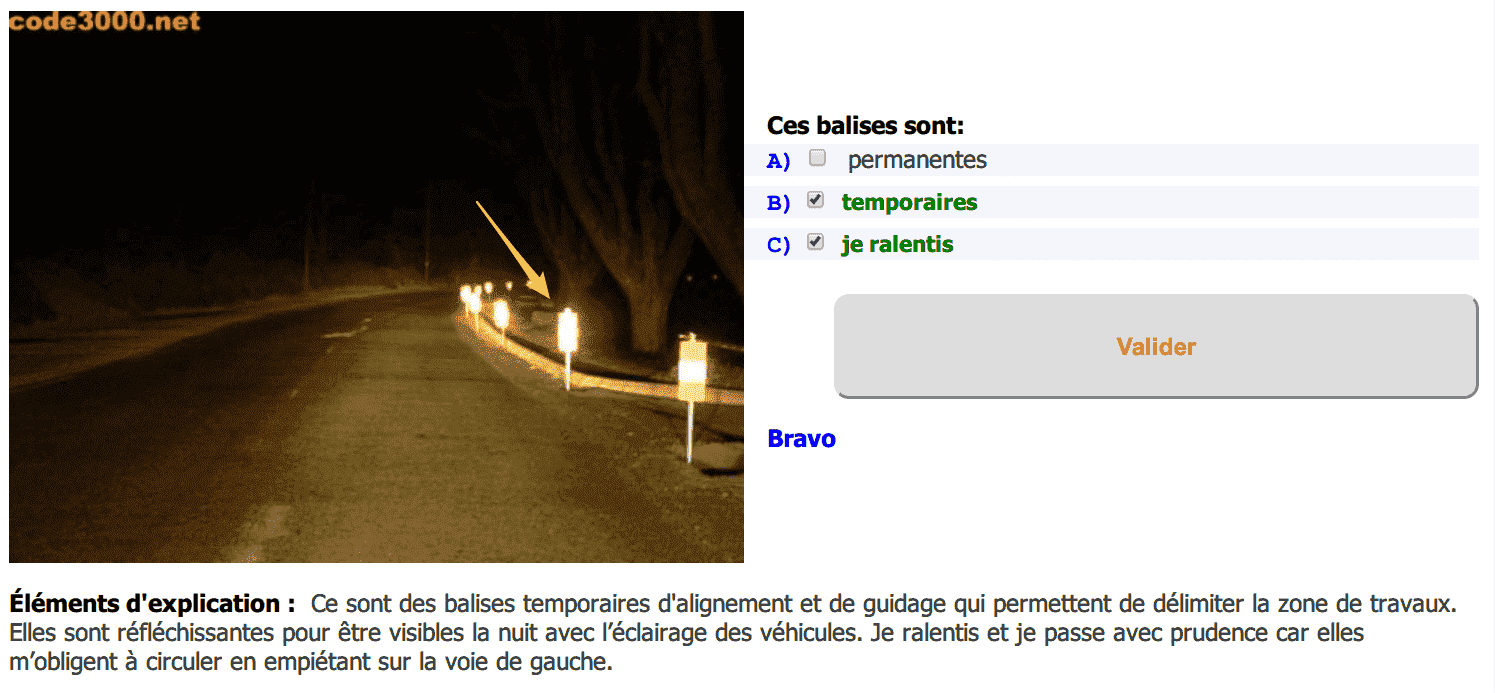 code3000.net
Ces balises sont:
A) permanentes
B) temporaires
C) je ralentis
Valider
Bravo
Éléments d'explication : Ce sont des balises temporaires d'alignement et de guidage qui permettent de délimiter la zone de travaux.
Elles sont réfléchissantes pour être visibles la nuit avec l’éclairage des véhicules. Je ralentis et je passe avec prudence car elles
m’obligent à circuler en empiétant sur la voie de gauche.